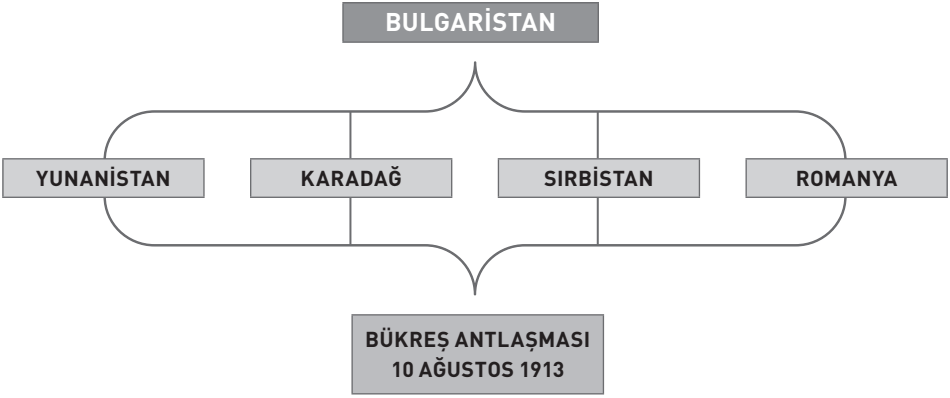 BULGARİSTAN
YUNANİSTAN
KARADAĞ
SIRBİSTAN
ROMANYA
BÜKREŞ ANTLAŞMASI
10 AĞUSTOS 1913